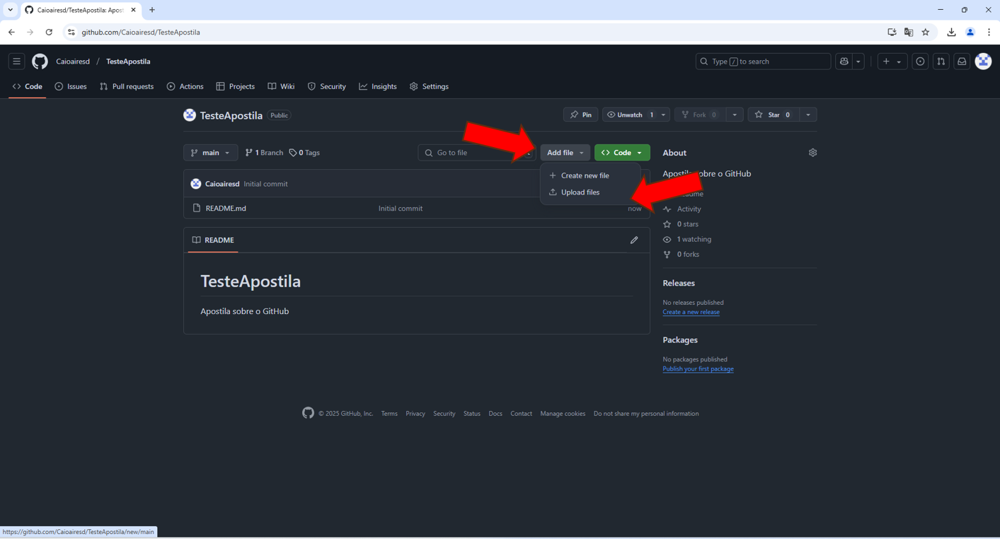 Caioairesd/TesteApostila: Apost
github.com/Caioairesd/TesteApostila
Caioairesd / TesteApostila
Type / to search
Code Issues Pull requests Actions Projects Wiki Security Insights Settings
TesteApostila Public
Pin Unwatch 1 Fork 0 Star 0
main 1 Branch 0 Tags Go to file Add file Code
Create new file
Upload files
Caioairesd Initial commit
README.md Initial commit now
README
TesteApostila
Apostila sobre o GitHub
About
Apostila sobre o GitHub
Activity
0 stars
1 watching
0 forks
Releases
No releases published
Create a new release
Packages
No packages published
Publish your first package
© 2025 GitHub, Inc. Terms Privacy Security Status Docs Contact Manage cookies Do not share my personal information
https://github.com/Caioairesd/TesteApostila/new/main